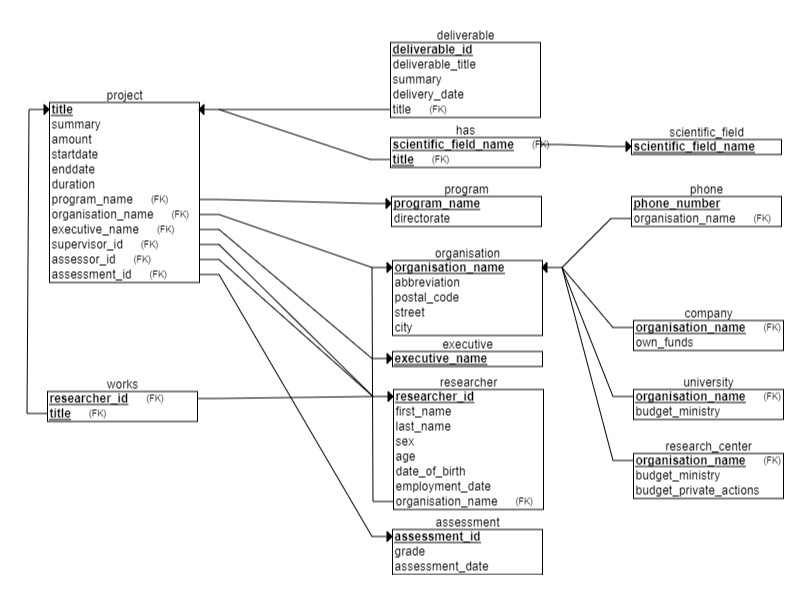 deliverable
deliverable_id
deliverable_title
summary
delivery_date
title (FK)
project
title
summary
amount
startdate
enddate
duration
program_name (FK)
organisation_name (FK)
executive_name (FK)
supervisor_id (FK)
assessor_id (FK)
assessment_id (FK)
has
scientific_field_name (FK)
title (FK)
scientific_field
scientific_field_name
program
program_name
directorate
phone
phone_number
organisation_name (FK)
organisation
organisation_name
abbreviation
postal_code
street
city
company
organisation_name (FK)
own_funds
executive
executive_name
works
researcher_id (FK)
title (FK)
researcher
researcher_id
first_name
last_name
sex
age
date_of_birth
employment_date
organisation_name (FK)
university
organisation_name (FK)
budget_ministry
research_center
organisation_name (FK)
budget_ministry
budget_private_actions
assessment
assessment_id
grade
assessment_date